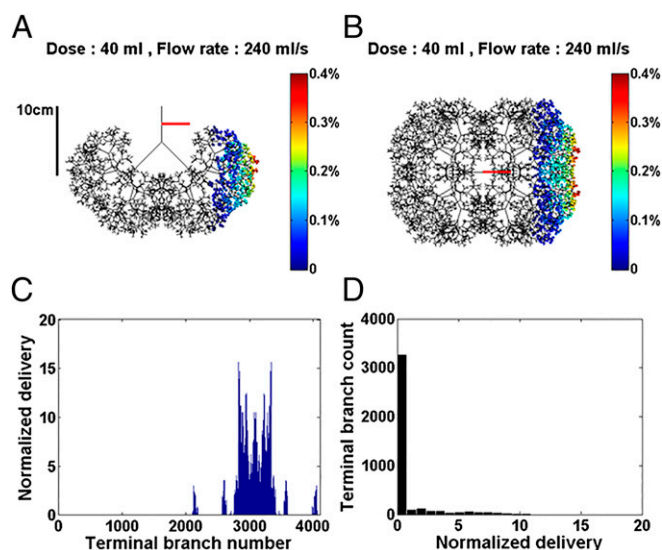 A
B
Dose : 40 ml , Flow rate : 240 ml/s
Dose : 40 ml , Flow rate : 240 ml/s
10cm
0.4%
0.3%
0.2%
0.1%
0
0.4%
0.3%
0.2%
0.1%
0
C
D
Normalized delivery
20
15
10
5
0
0 1000 2000 3000 4000
Terminal branch number
Terminal branch count
4000
3000
2000
1000
0
0 5 10 15 20
Normalized delivery